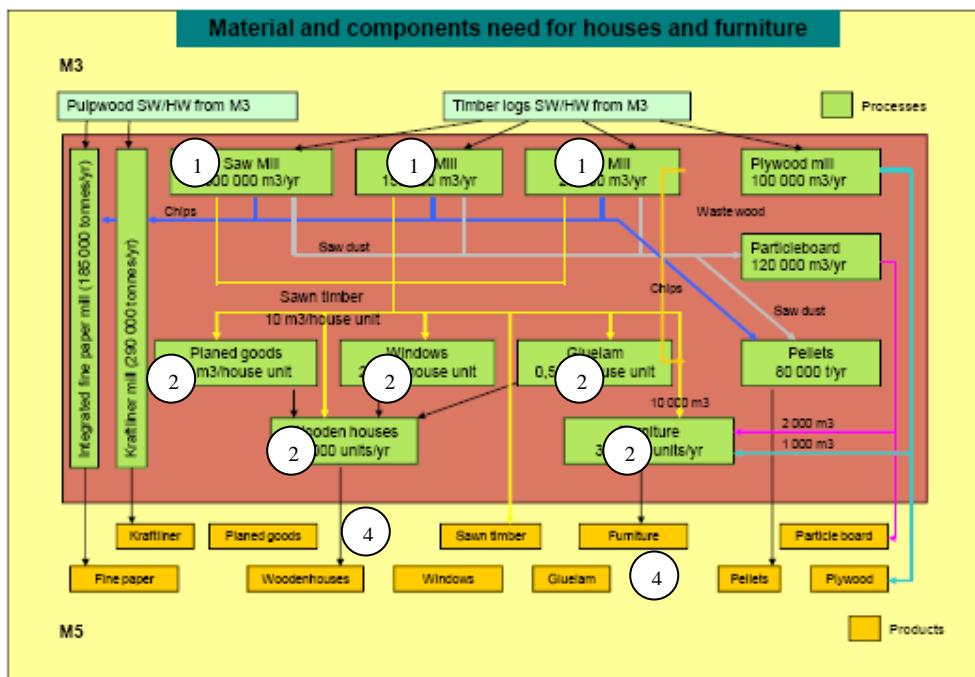 Material and components need for houses and furniture
M3
Pulpwood SW/HW from M3
Timber logs SW/HW from M3
Processes
Integrated fine paper mill (185 000 tonnes/yr)
Kraftliner mill (290 000 tonnes/yr)
1
Saw Mill
000 m3/yr
1
Mill
m3/yr
1
Mill
m3/yr
Plywood mill
100 000 m3/yr
Chips
Waste wood
Saw dust
Particleboard
120 000 m3/yr
Chips
Saw dust
Sawn timber
10 m3/house unit
Planed goods
2
m3/house unit
Windows
2
house unit
Gluelam
2
0,5
house unit
Pellets
80 000 t/yr
10 000 m3
2 000 m3
1 000 m3
2
Wooden houses
000 units/yr
2
units/yr
4
Kraftliner
Planed goods
Sawn timber
Furniture
Particle board
4
Fine paper
Woodenhouses
Windows
Gluelam
Pellets
Plywood
M5
Products